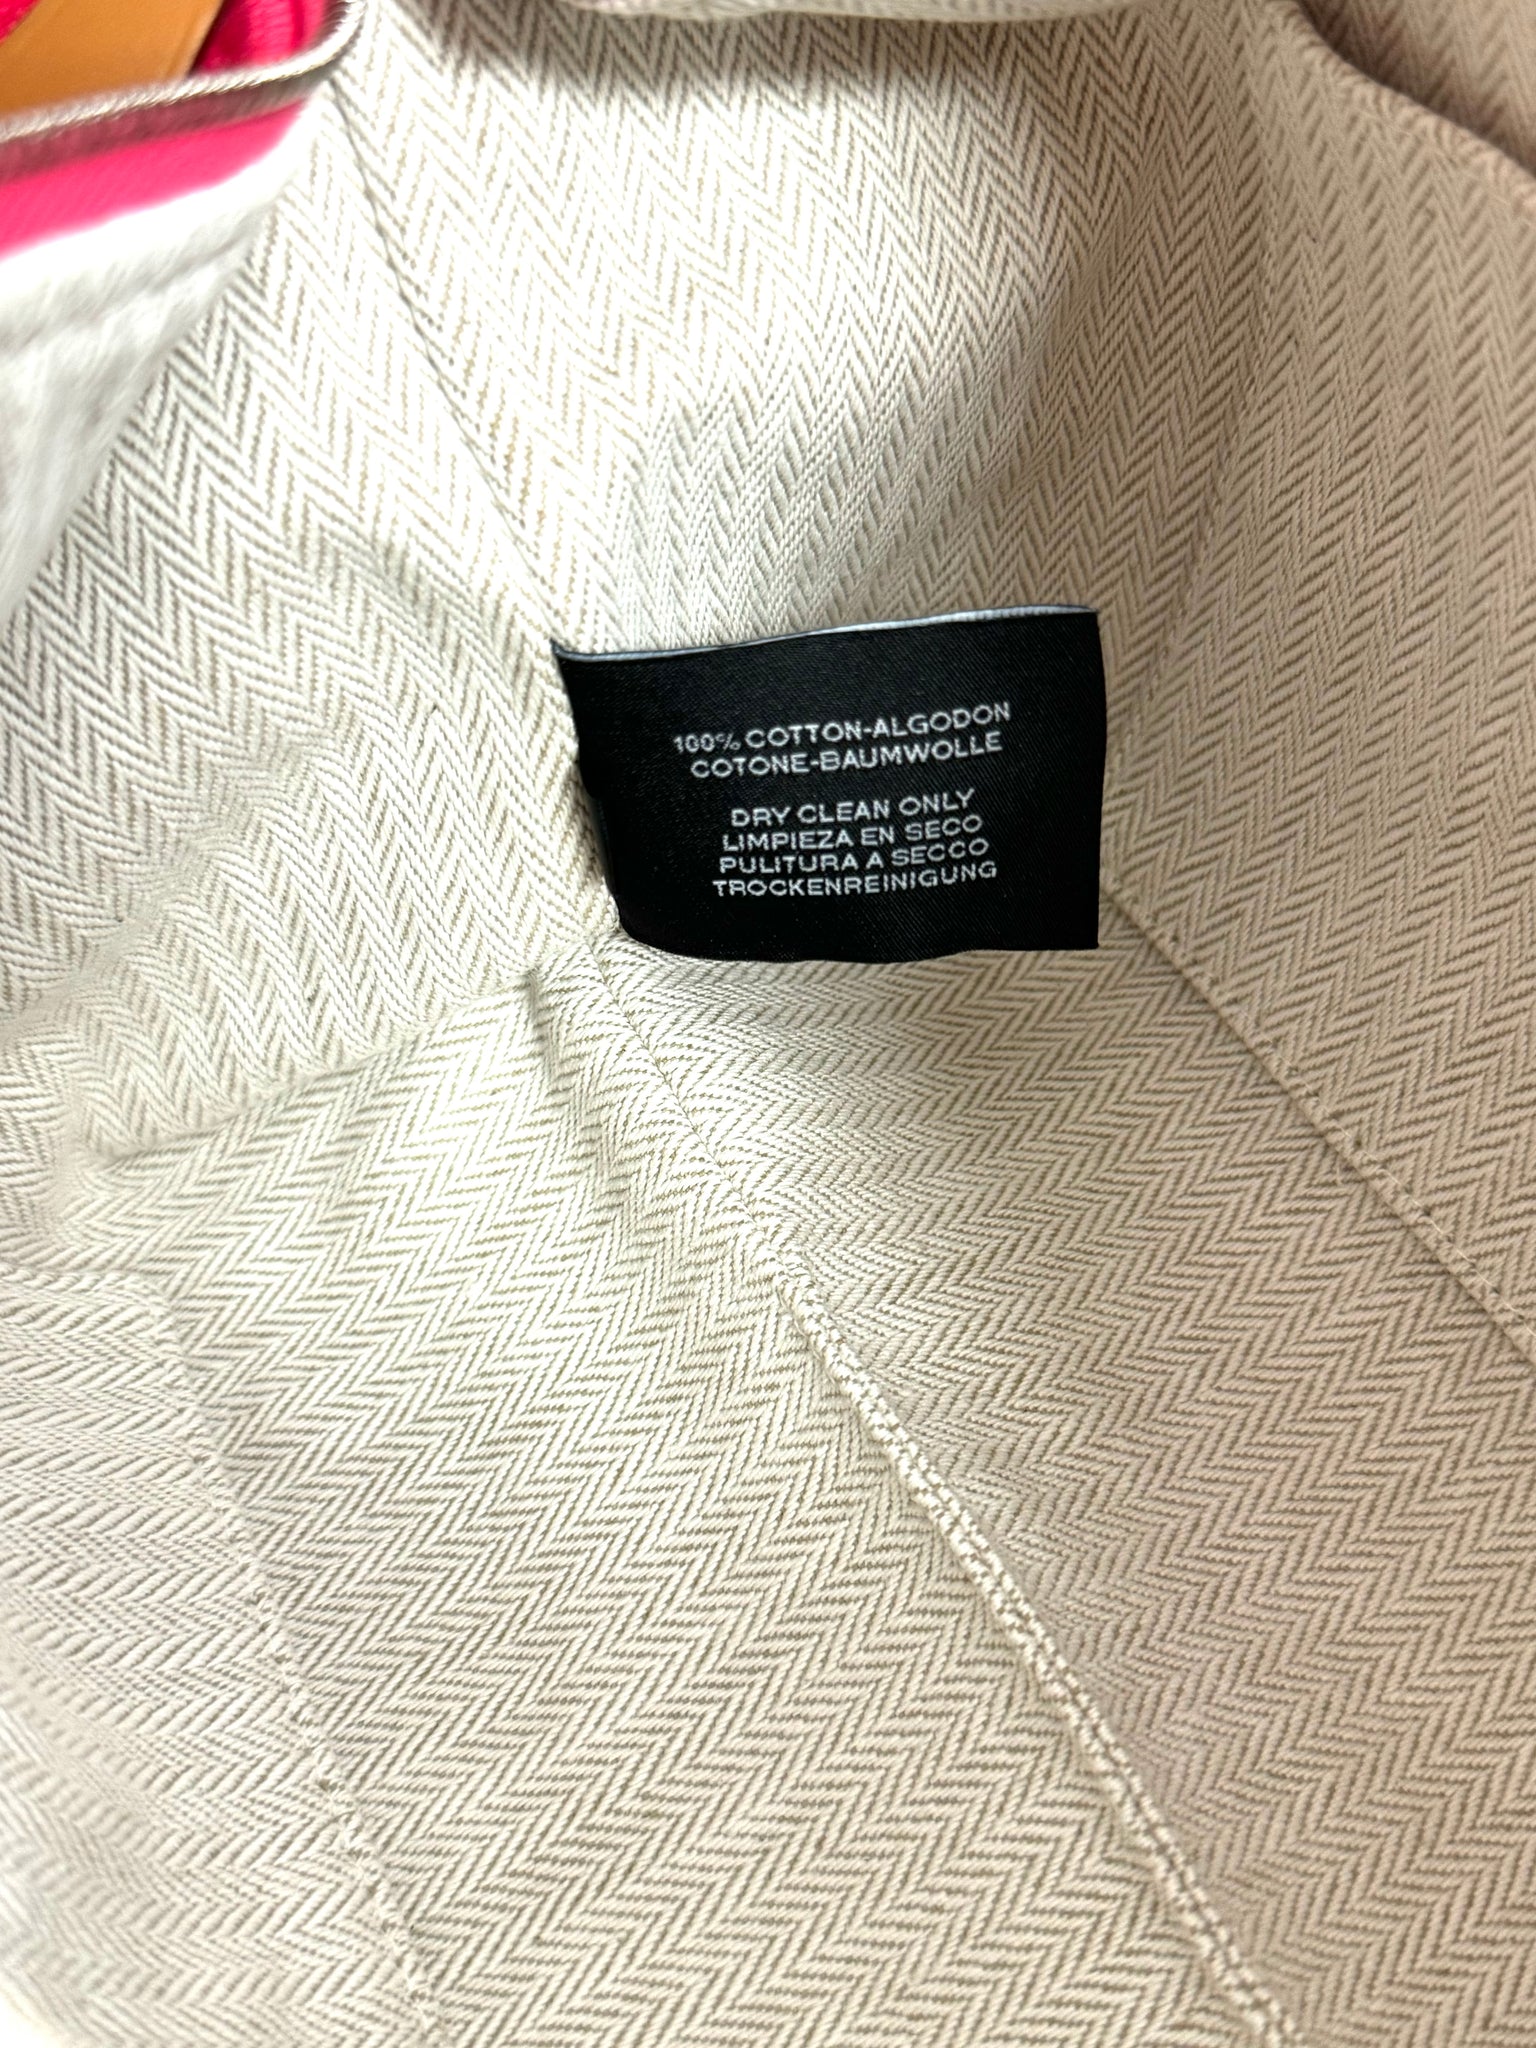 100% COTTON-ALGODON
COTONE-BAUMWOLLE
DRY CLEAN ONLY
LIMPIEZA EN SECO
PULITURA A SECCO
TROCKENREINIGUNG